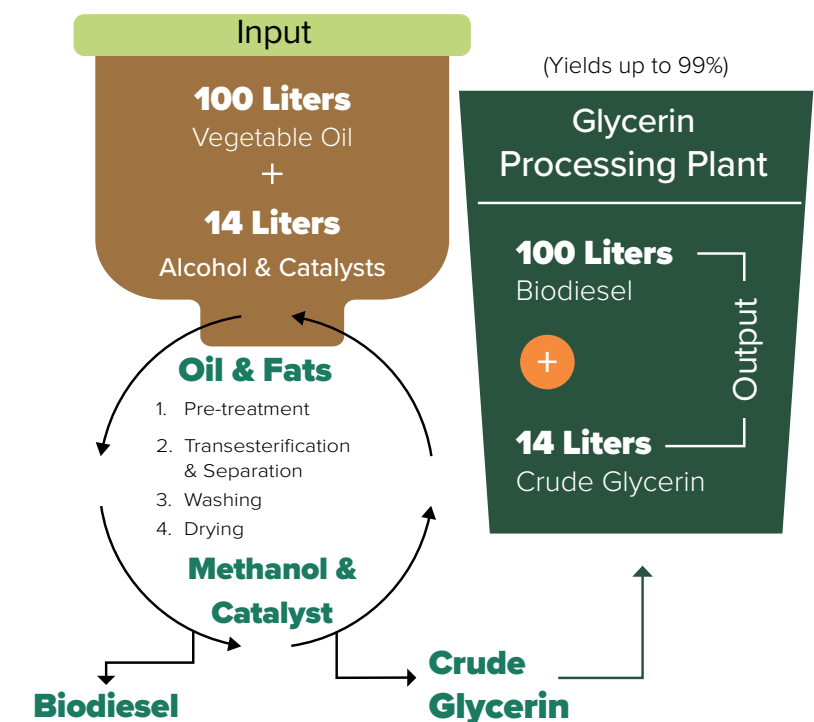 Input
100 Liters
Vegetable Oil
+
14 Liters
Alcohol & Catalysts
Oil & Fats
1. Pre-treatment
2. Transesterification
& Separation
3. Washing
4. Drying
Methanol &
Catalyst
Biodiesel
Crude
Glycerin
(Yields up to 99%)
Glycerin
Processing Plant
100 Liters
Biodiesel
+
14 Liters
Crude Glycerin
Output